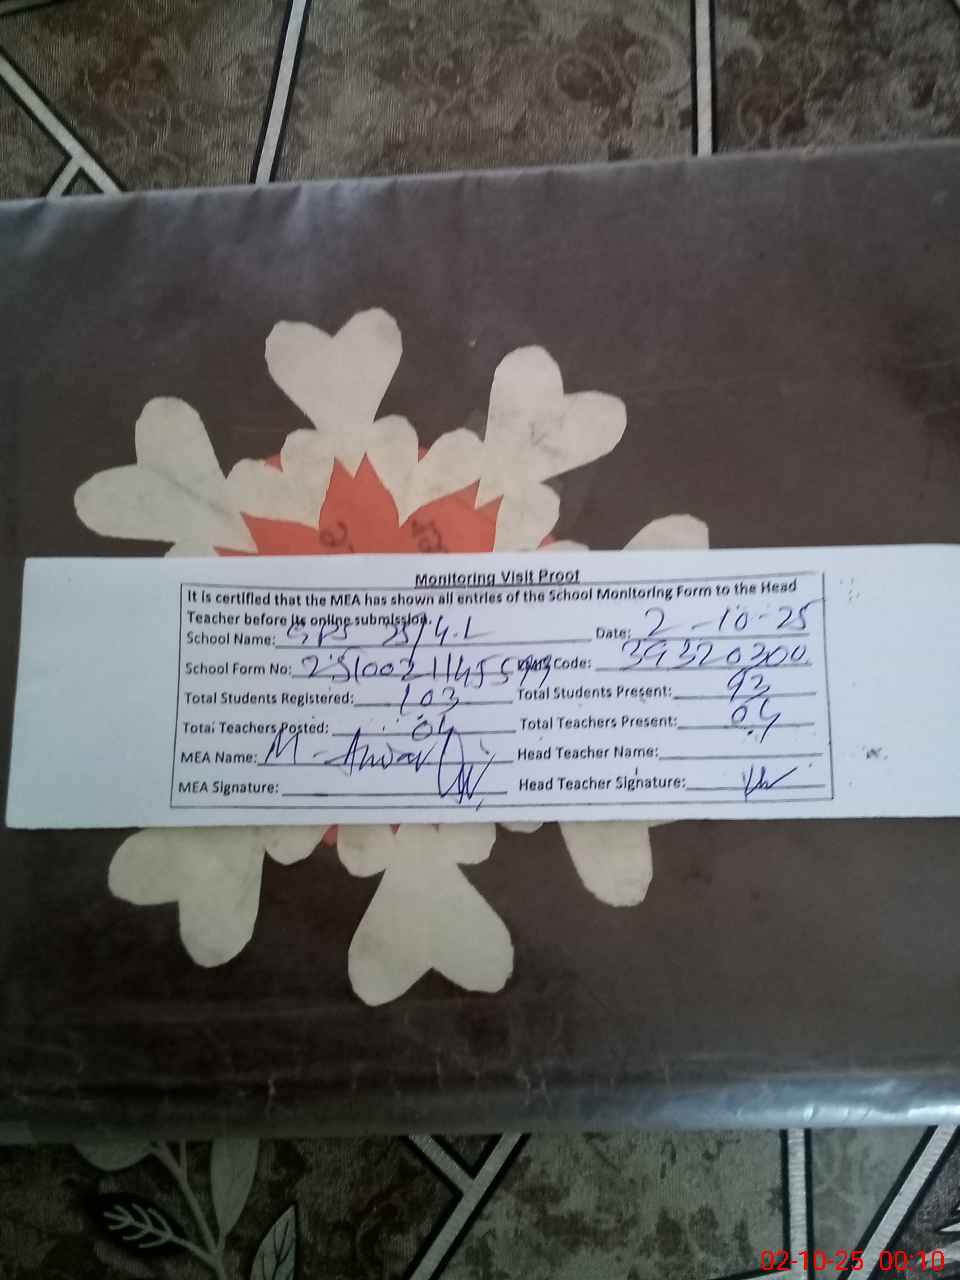 Monitoring Visit Proof
It is certified that the MEA has shown all entries of the School Monitoring Form to the Head
Teacher before its online submission.
School Name: GPS 25/4.L Date: 2-10-25
School Form No: Code: 39320300
Total Students Registered: 103 Total Students Present: 93
Total Teachers Posted: 04 Total Teachers Present: 04
MEA Name: M-Anwar Head Teacher Name:
MEA Signature: Head Teacher Signature:
02-10-25 00:10